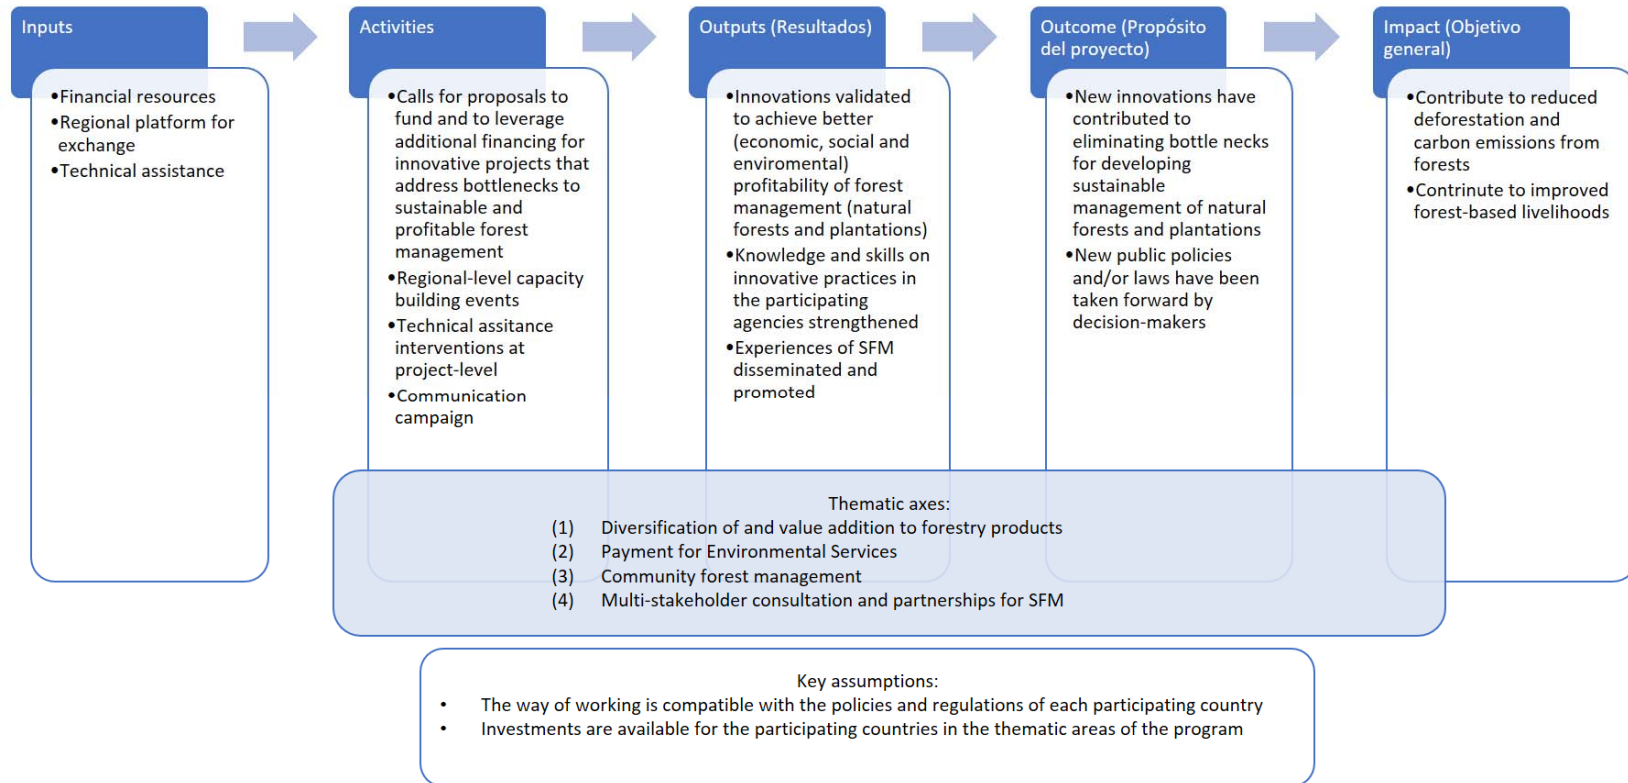 Inputs
•Financial resources
•Regional platform for
exchange
•Technical assistance
Activities
•Calls for proposals to
fund and to leverage
additional financing for
innovative projects that
address bottlenecks to
sustainable and
profitable forest
management
•Regional-level capacity
building events
•Technical assitance
interventions at
project-level
•Communication
campaign
Outputs (Resultados)
•Innovations validated
to achieve better
(economic, social and
enviromental)
profitability of forest
management (natural
forests and plantations)
•Knowledge and skills on
innovative practices in
the participating
agencies strengthened
•Experiences of SFM
disseminated and
promoted
Outcome (Propósito
del proyecto)
•New innovations have
contributed to
eliminating bottle necks
for developing
sustainable
management of natural
forests and plantations
•New public policies
and/or laws have been
taken forward by
decision-makers
Impact (Objetivo
general)
•Contribute to reduced
deforestation and
carbon emissions from
forests
•Contrinute to improved
forest-based livelihoods
Thematic axes:
(1) Diversification of and value addition to forestry products
(2) Payment for Environmental Services
(3) Community forest management
(4) Multi-stakeholder consultation and partnerships for SFM
Key assumptions:
• The way of working is compatible with the policies and regulations of each participating country
• Investments are available for the participating countries in the thematic areas of the program